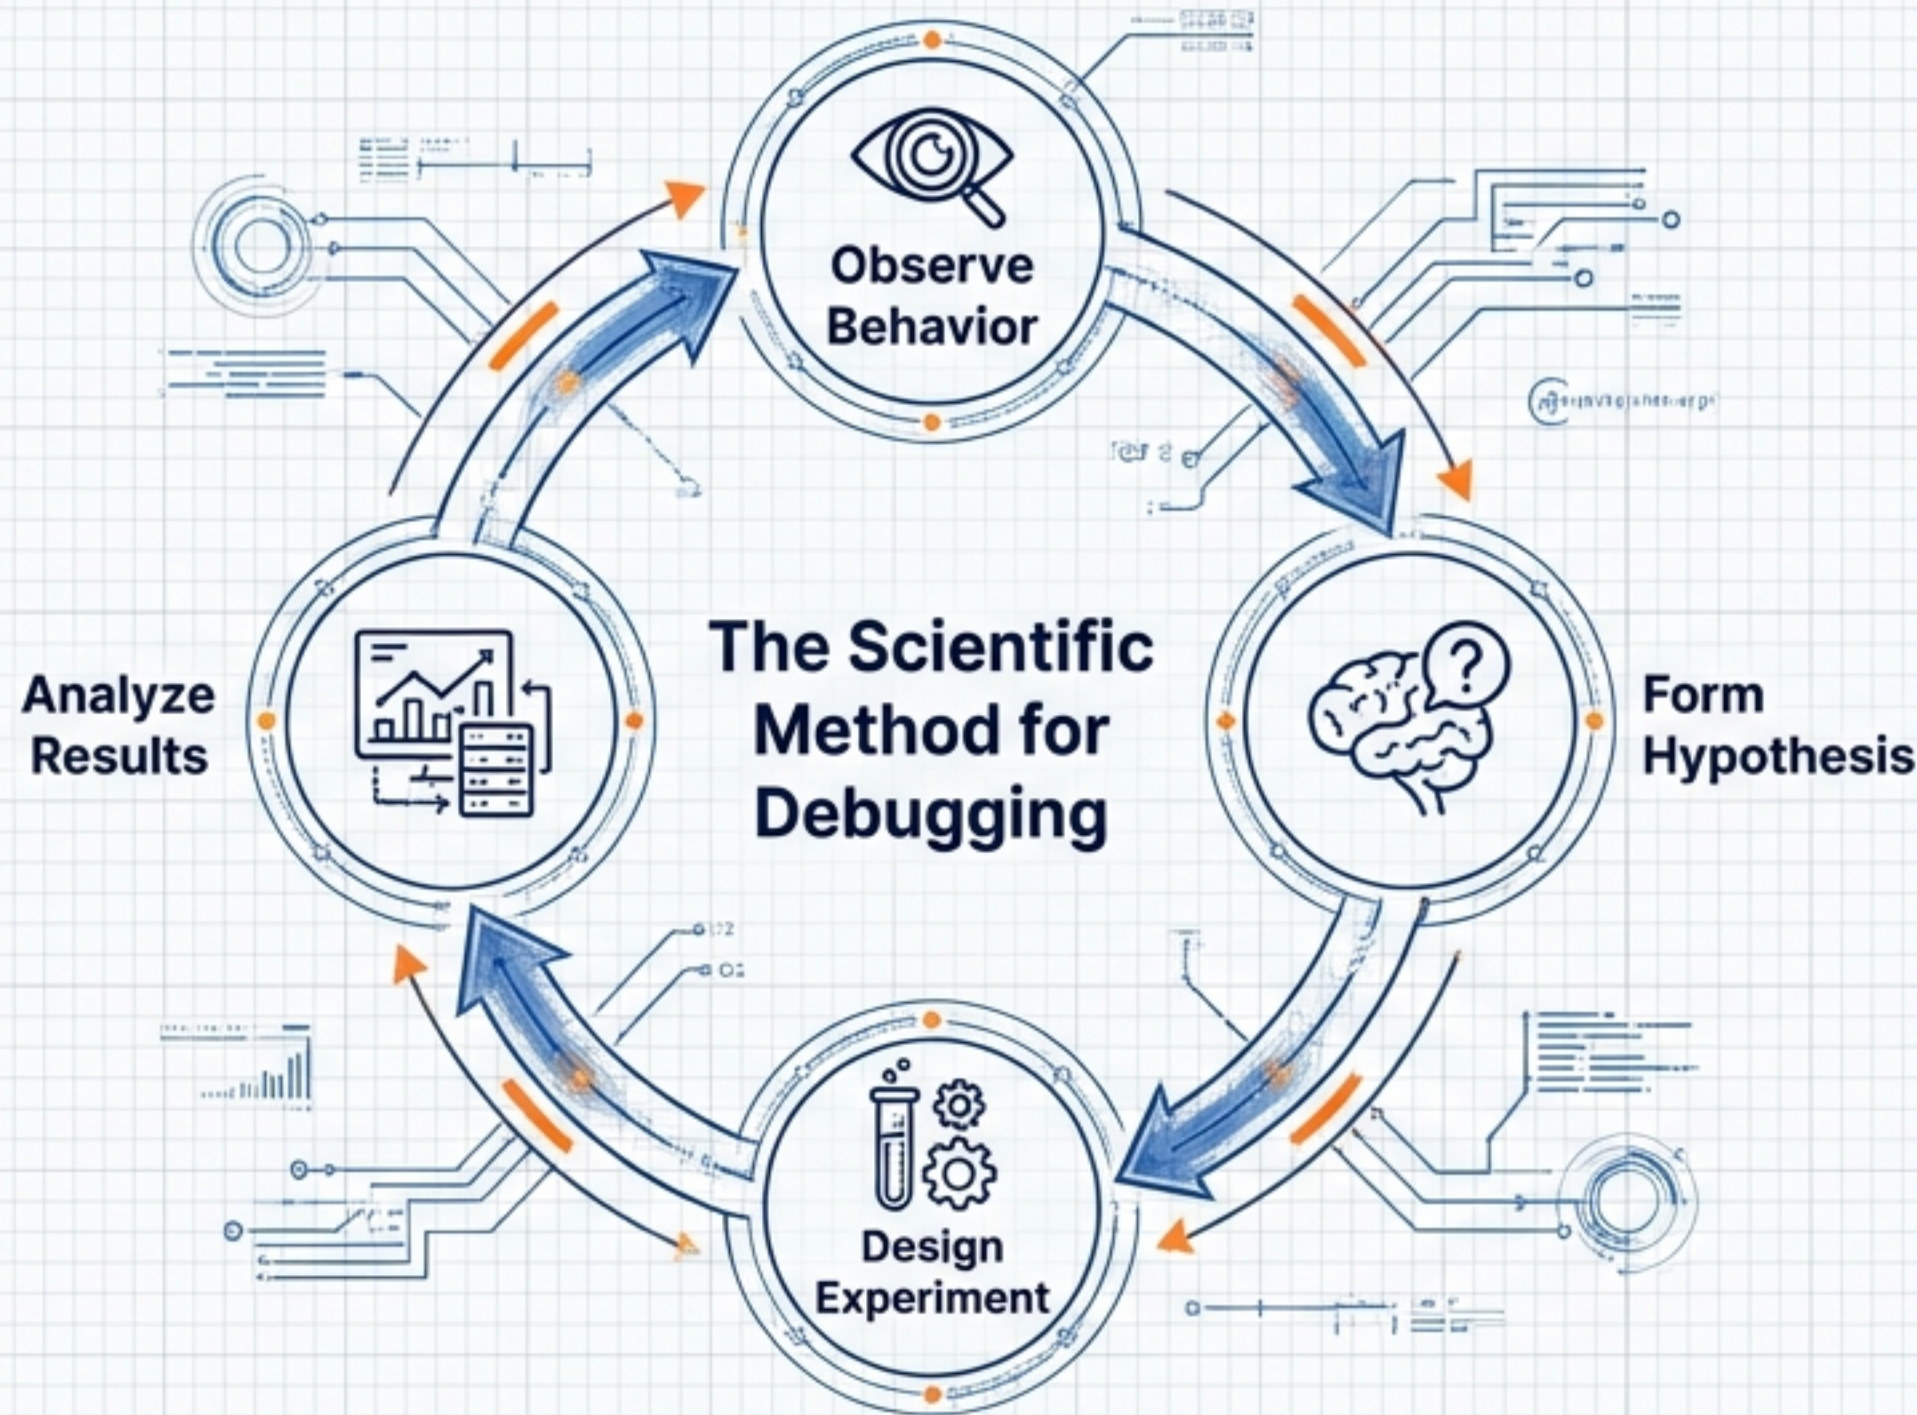 Observe
Behavior
Analyze
Results
The Scientific
Method for
Debugging
?
Form
Hypothesis
Design
Experiment